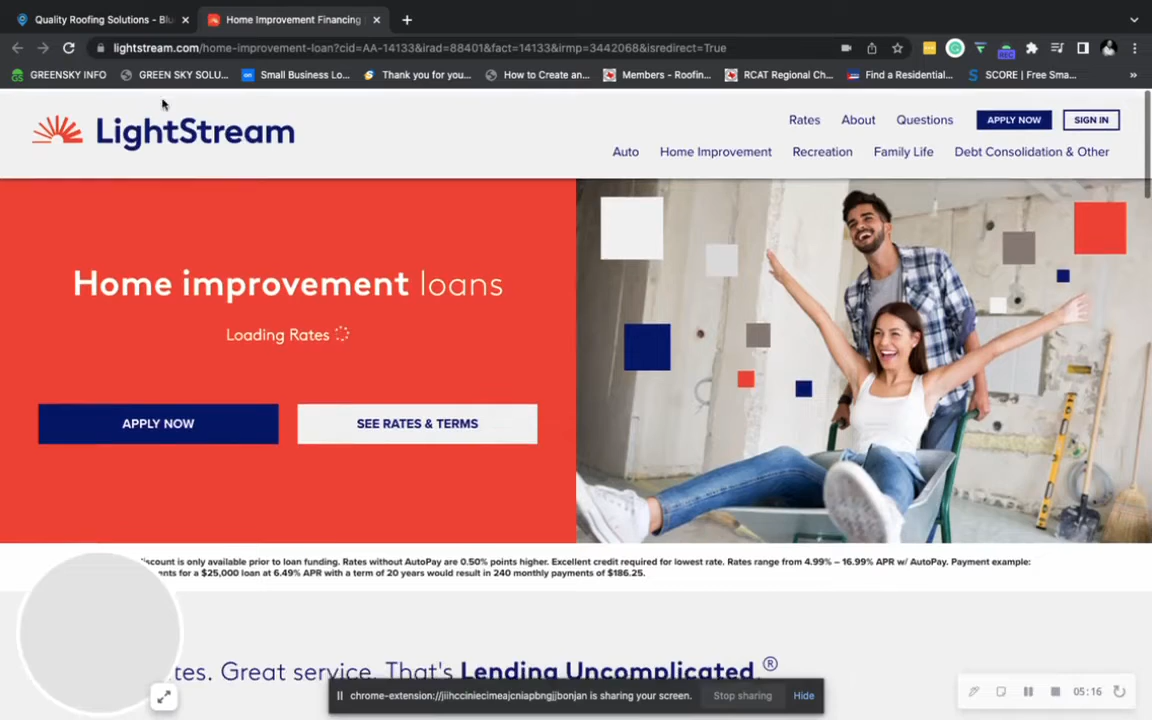 Quality Roofing Solutions - Blu
Home Improvement Financing
lightstream.com/home-improvement-loan?cid=AA-14133&irad=88401&fact=14133&irmp=3442068&isredirect=True
GREENSKY INFO
GREEN SKY SOLU...
Small Business Lo...
Thank you for you...
How to Create an...
Members - Roofin...
RCAT Regional Ch...
Find a Residential...
SCORE | Free Sma...
LightStream
Rates
About
Questions
APPLY NOW
SIGN IN
Auto
Home Improvement
Recreation
Family Life
Debt Consolidation & Other
Home improvement loans
Loading Rates
APPLY NOW
SEE RATES & TERMS
discount is only available prior to loan funding. Rates without AutoPay are 0.50% points higher. Excellent credit required for lowest rate. Rates range from 4.99% – 16.99% APR w/ AutoPay. Payment example:
nts for a $25,000 loan at 6.49% APR with a term of 20 years would result in 240 monthly payments of $186.25.
tes. Great service. That's Lending Uncomplicated.®
chrome-extension://jiihcciniecimeajcniapbngjjbonjan is sharing your screen.
Stop sharing
Hide
05:16